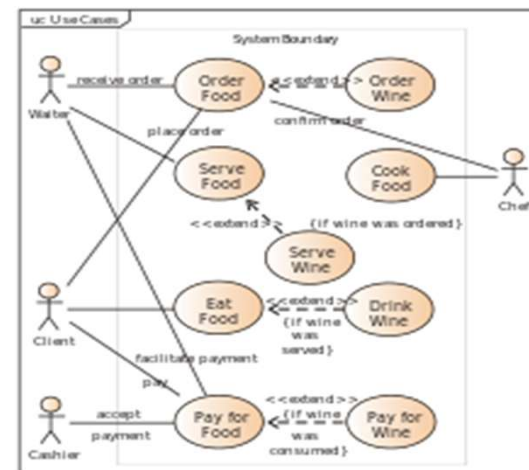 uc UseCases
System Boundary
receive order
Order
Food
<<extend>>
Order
Wine
Waiter
place order
confirm order
Serve
Food
Cook
Food
Chef
<<extend>>
{if wine was ordered}
Serve
Wine
Client
Eat
Food
<<extend>>
{if wine
was
served}
Drink
Wine
facilitate payment
pay
Cashier
accept
payment
Pay for
Food
<<extend>>
{if wine
was
consumed}
Pay for
Wine